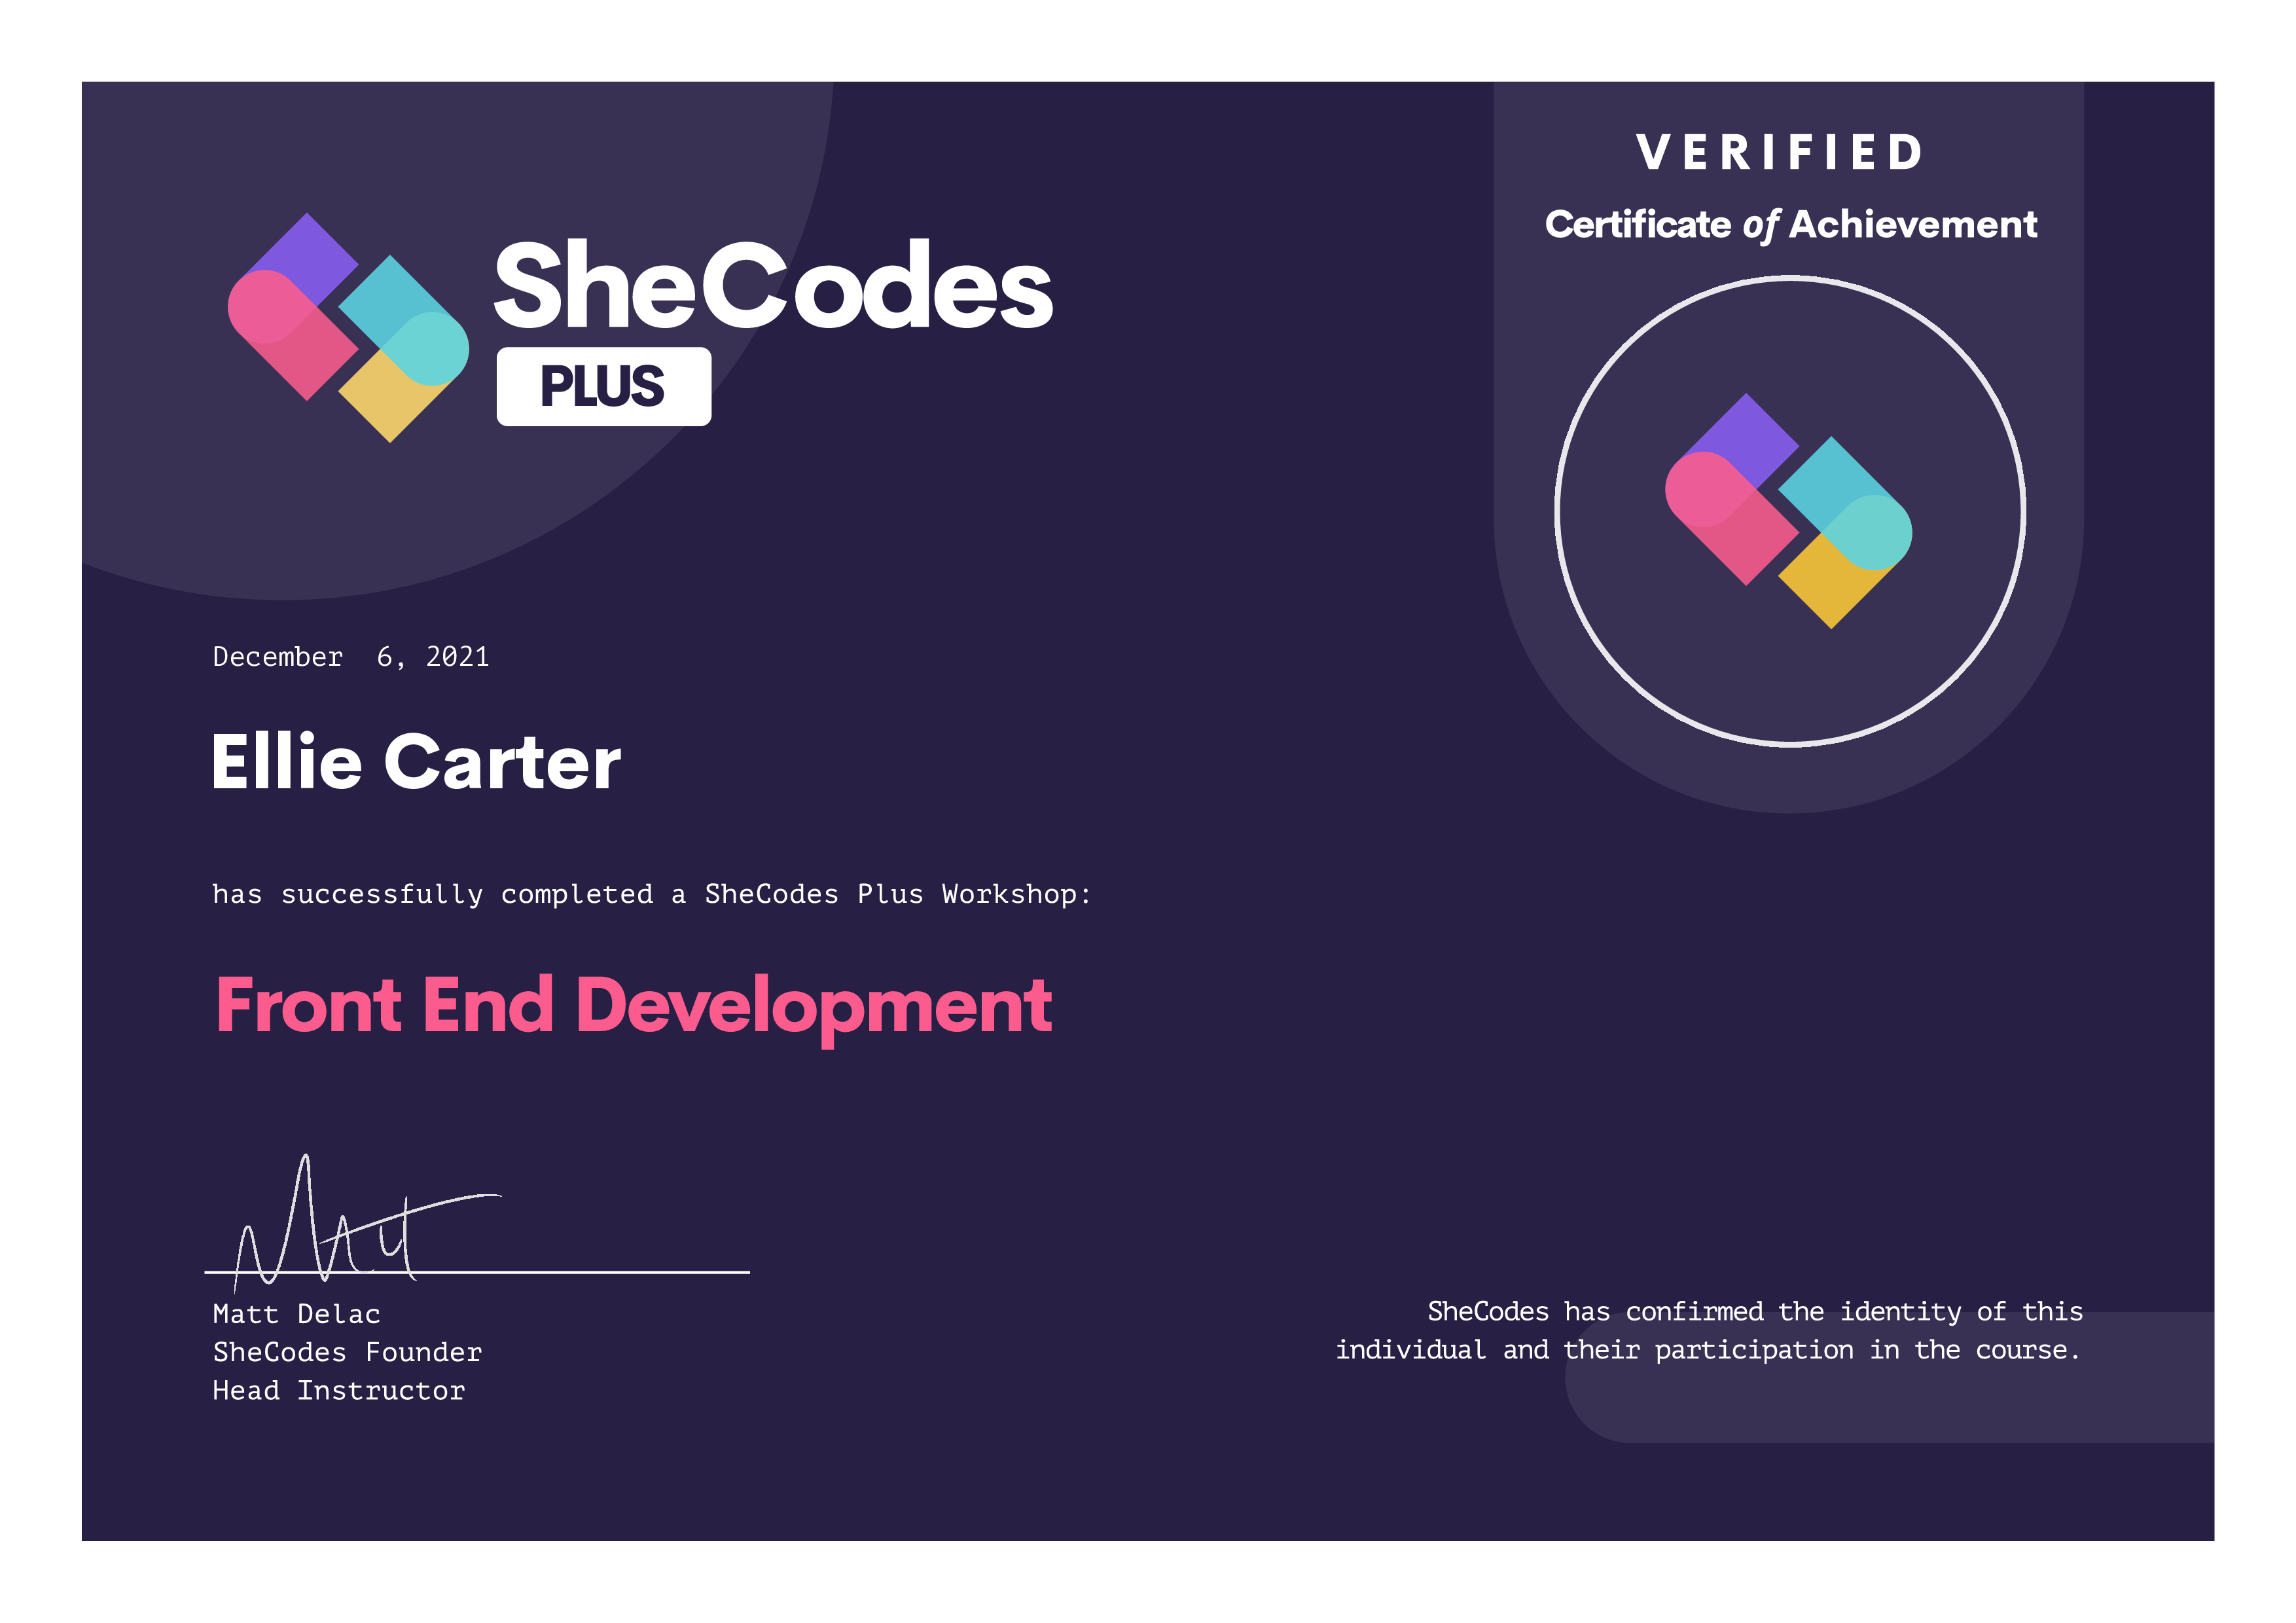 SheCodes
PLUS
VERIFIED
Certificate of Achievement
December 6, 2021
Ellie Carter
has successfully completed a SheCodes Plus Workshop:
Front End Development
Matt
Matt Delac
SheCodes Founder
Head Instructor
SheCodes has confirmed the identity of this
individual and their participation in the course.